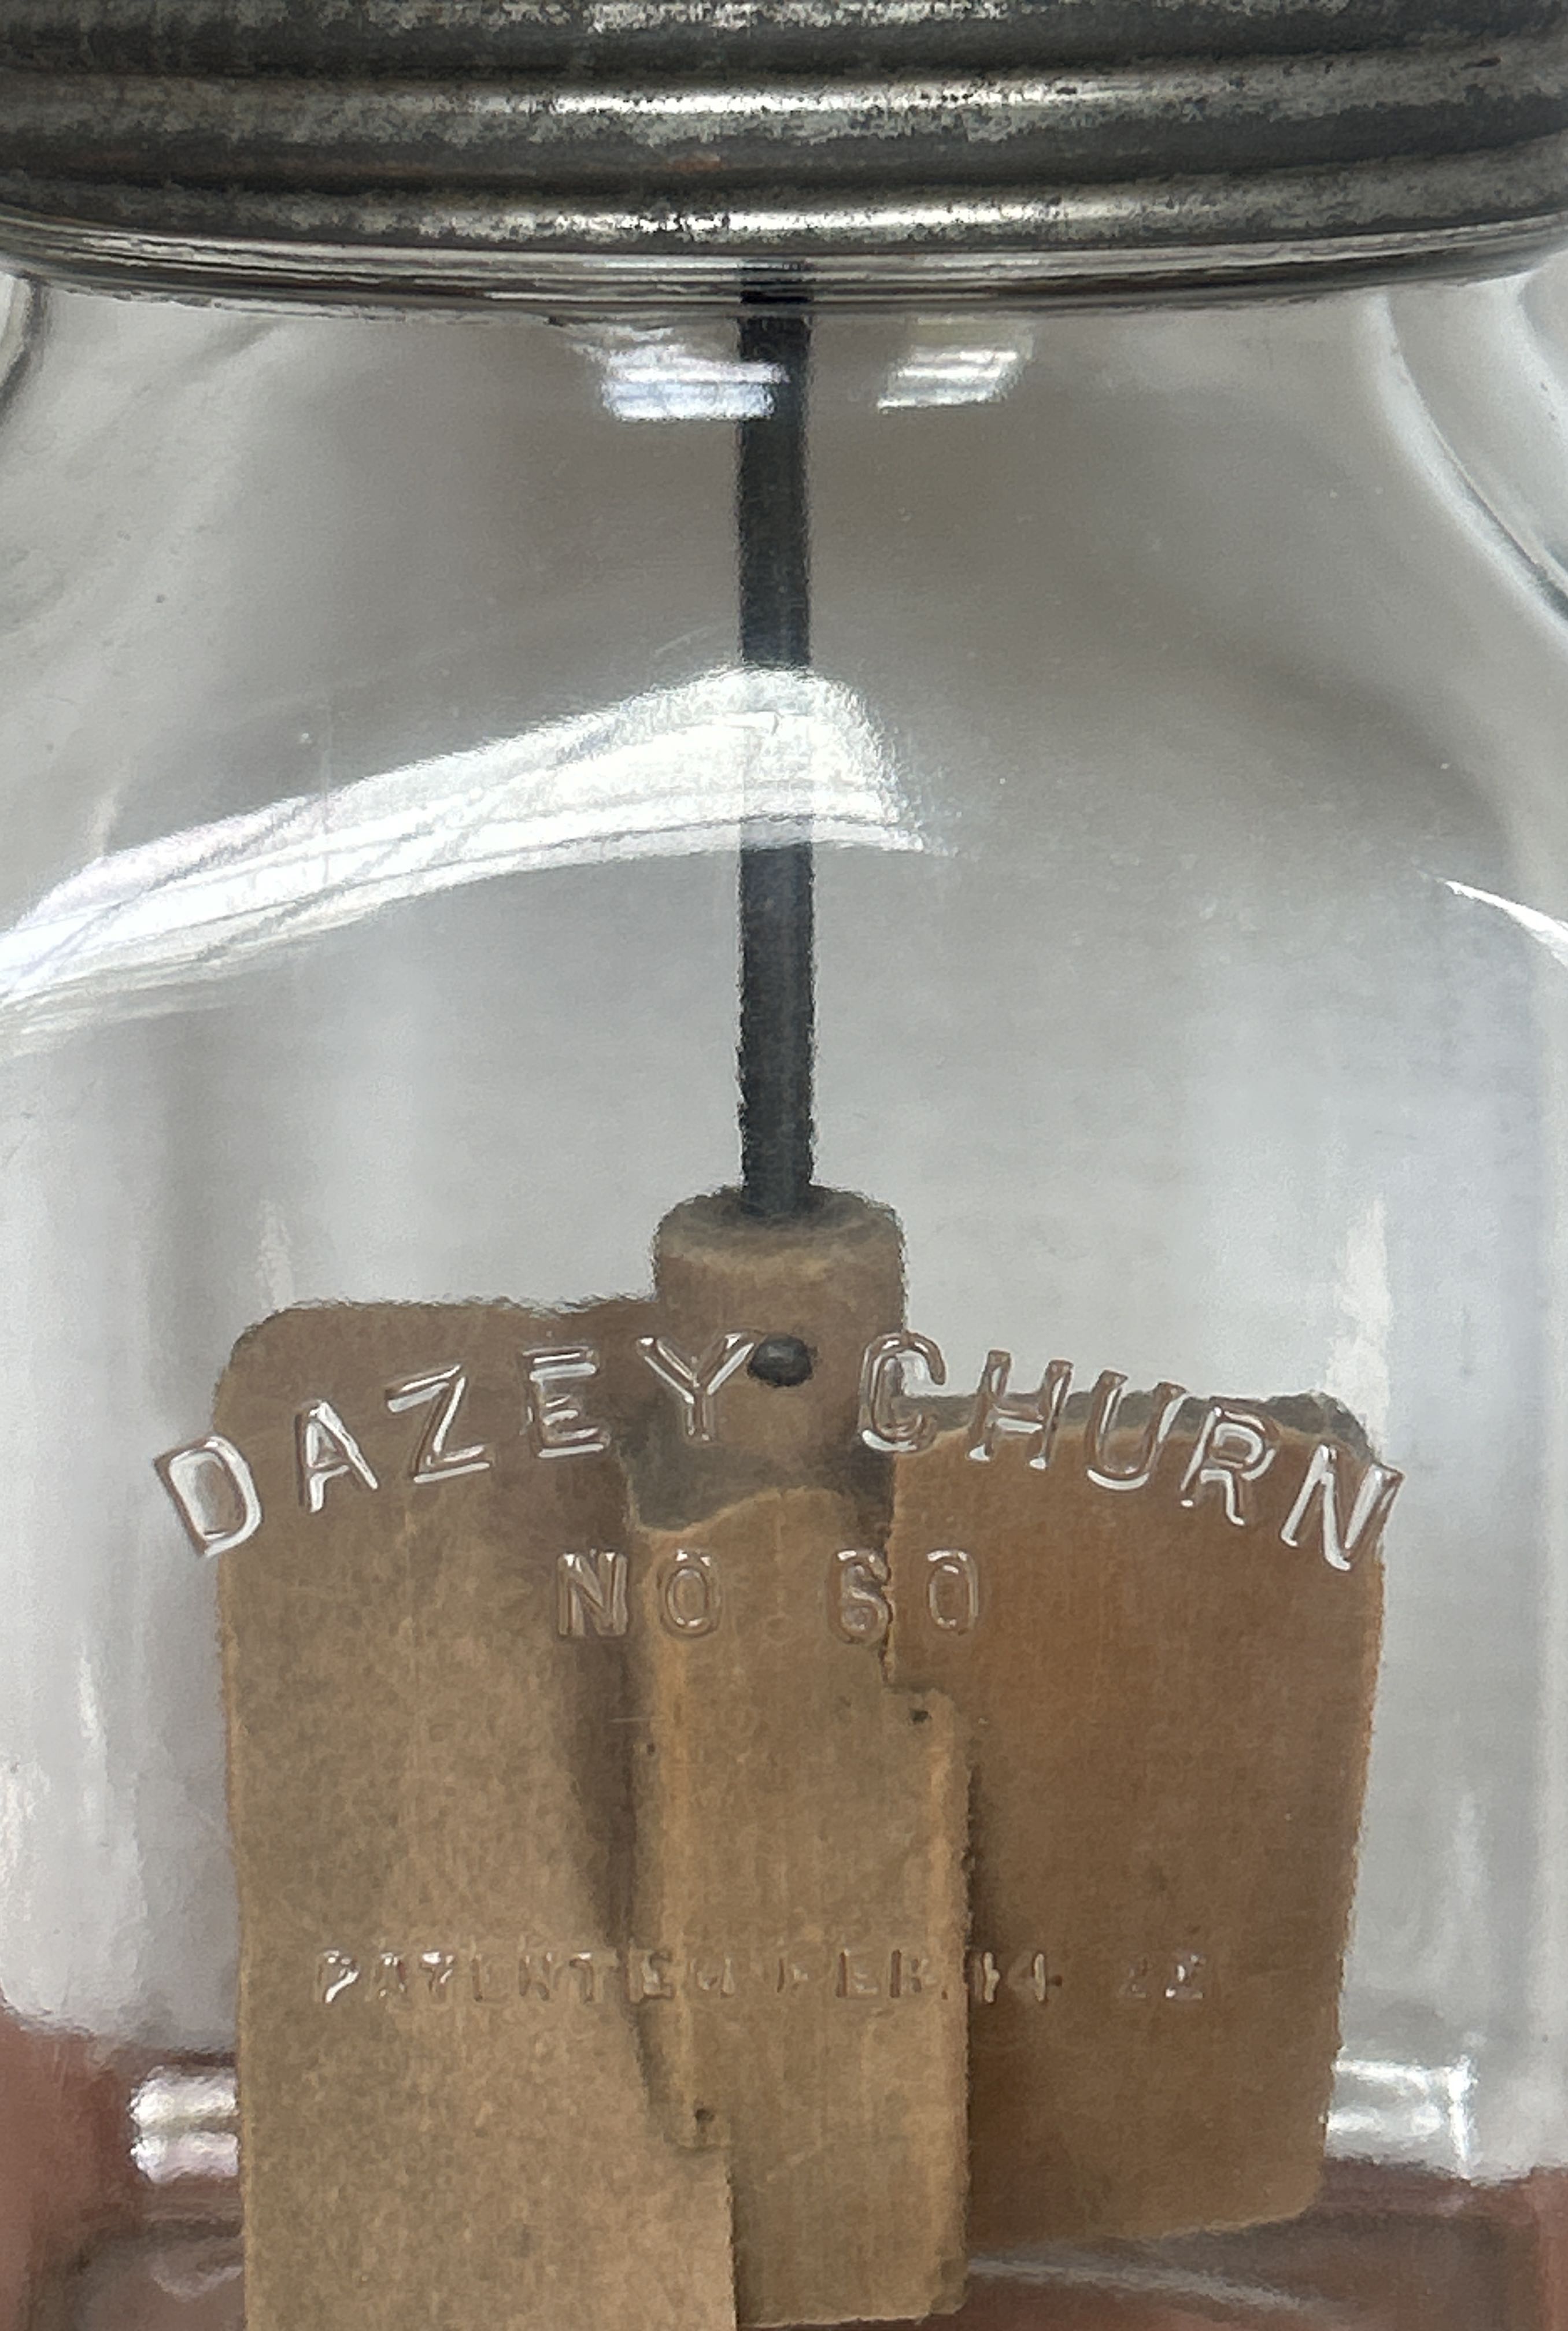 DAZEY CHURN
NO 60
PATENTED FEB 14 22